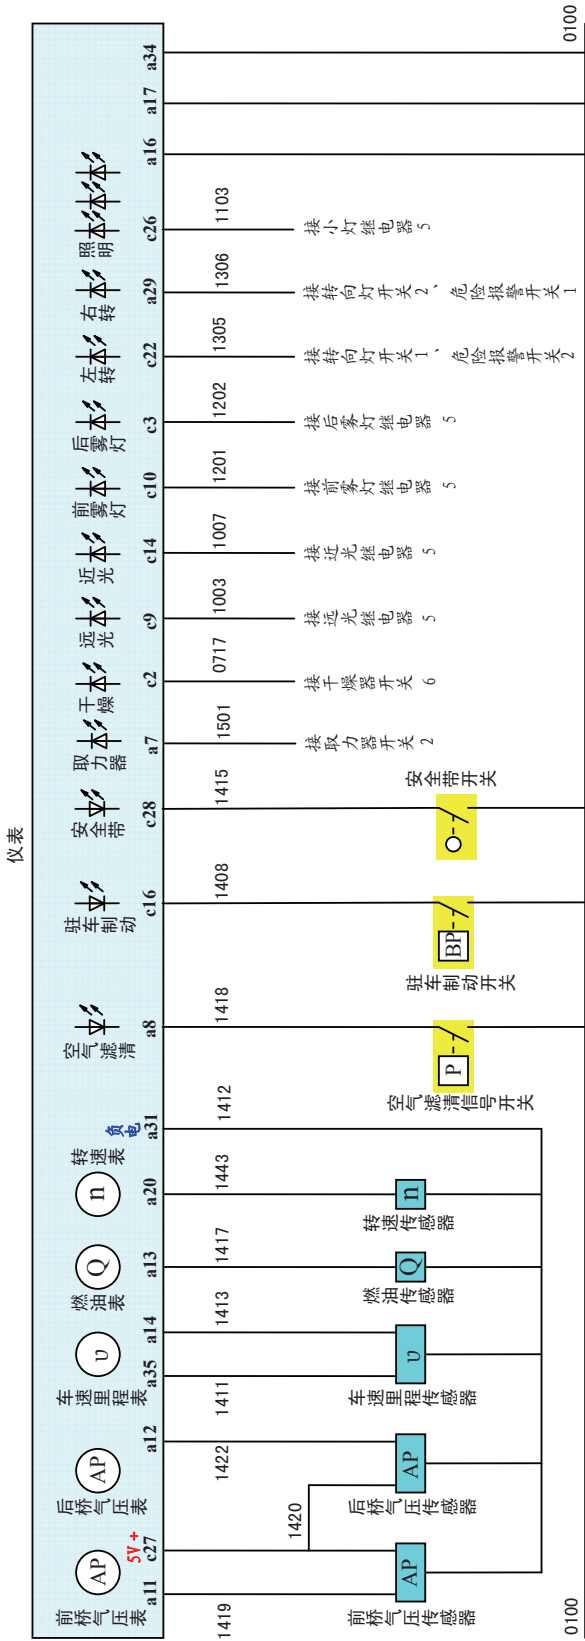 仪表
前桥气压表
后桥气压表
车速里程表
燃油表
转速表
空气滤清
驻车制动
安全带
取力器
干燥
远光
近光
前雾灯
后雾灯
左转
右转
照明
AP
AP
υ
Q
n
5V +
负电
a11
c27
a12
a35
a14
a13
a20
a31
a8
c16
c28
a7
c2
c9
c14
c10
c3
c22
a29
c26
a16
a17
a34
1419
1420
1422
1411
1413
1417
1443
1412
1418
1408
1415
1501
0717
1003
1007
1201
1202
1305
1306
1103
接取力器开关 2
接干燥器开关 6
接远光继电器 5
接近光继电器 5
接前雾灯继电器 5
接后雾灯继电器 5
接转向灯开关 1、危险报警开关 2
接转向灯开关 2、危险报警开关 1
接小灯继电器 5
AP
AP
υ
Q
n
P
BP
前桥气压传感器
后桥气压传感器
车速里程传感器
燃油传感器
转速传感器
空气滤清信号开关
驻车制动开关
安全带开关
0100
0100